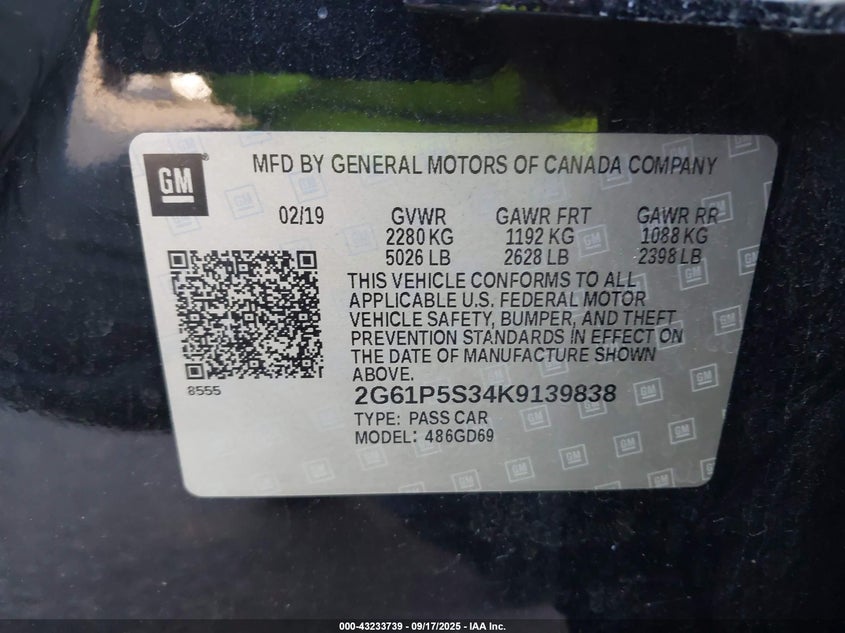 GM ® MFD BY GENERAL MOTORS OF CANADA COMPANY
02/19 GVWR GAWR FRT GAWR RR
2280 KG 1192 KG 1088 KG
5026 LB 2628 LB 2398 LB
THIS VEHICLE CONFORMS TO ALL
APPLICABLE U.S. FEDERAL MOTOR
VEHICLE SAFETY, BUMPER, AND THEFT
PREVENTION STANDARDS IN EFFECT ON
THE DATE OF MANUFACTURE SHOWN
ABOVE.
8555
2G61P5S34K9139838
TYPE: PASS CAR
MODEL: 486GD69
000-43233739 - 09/17/2025 - IAA Inc.